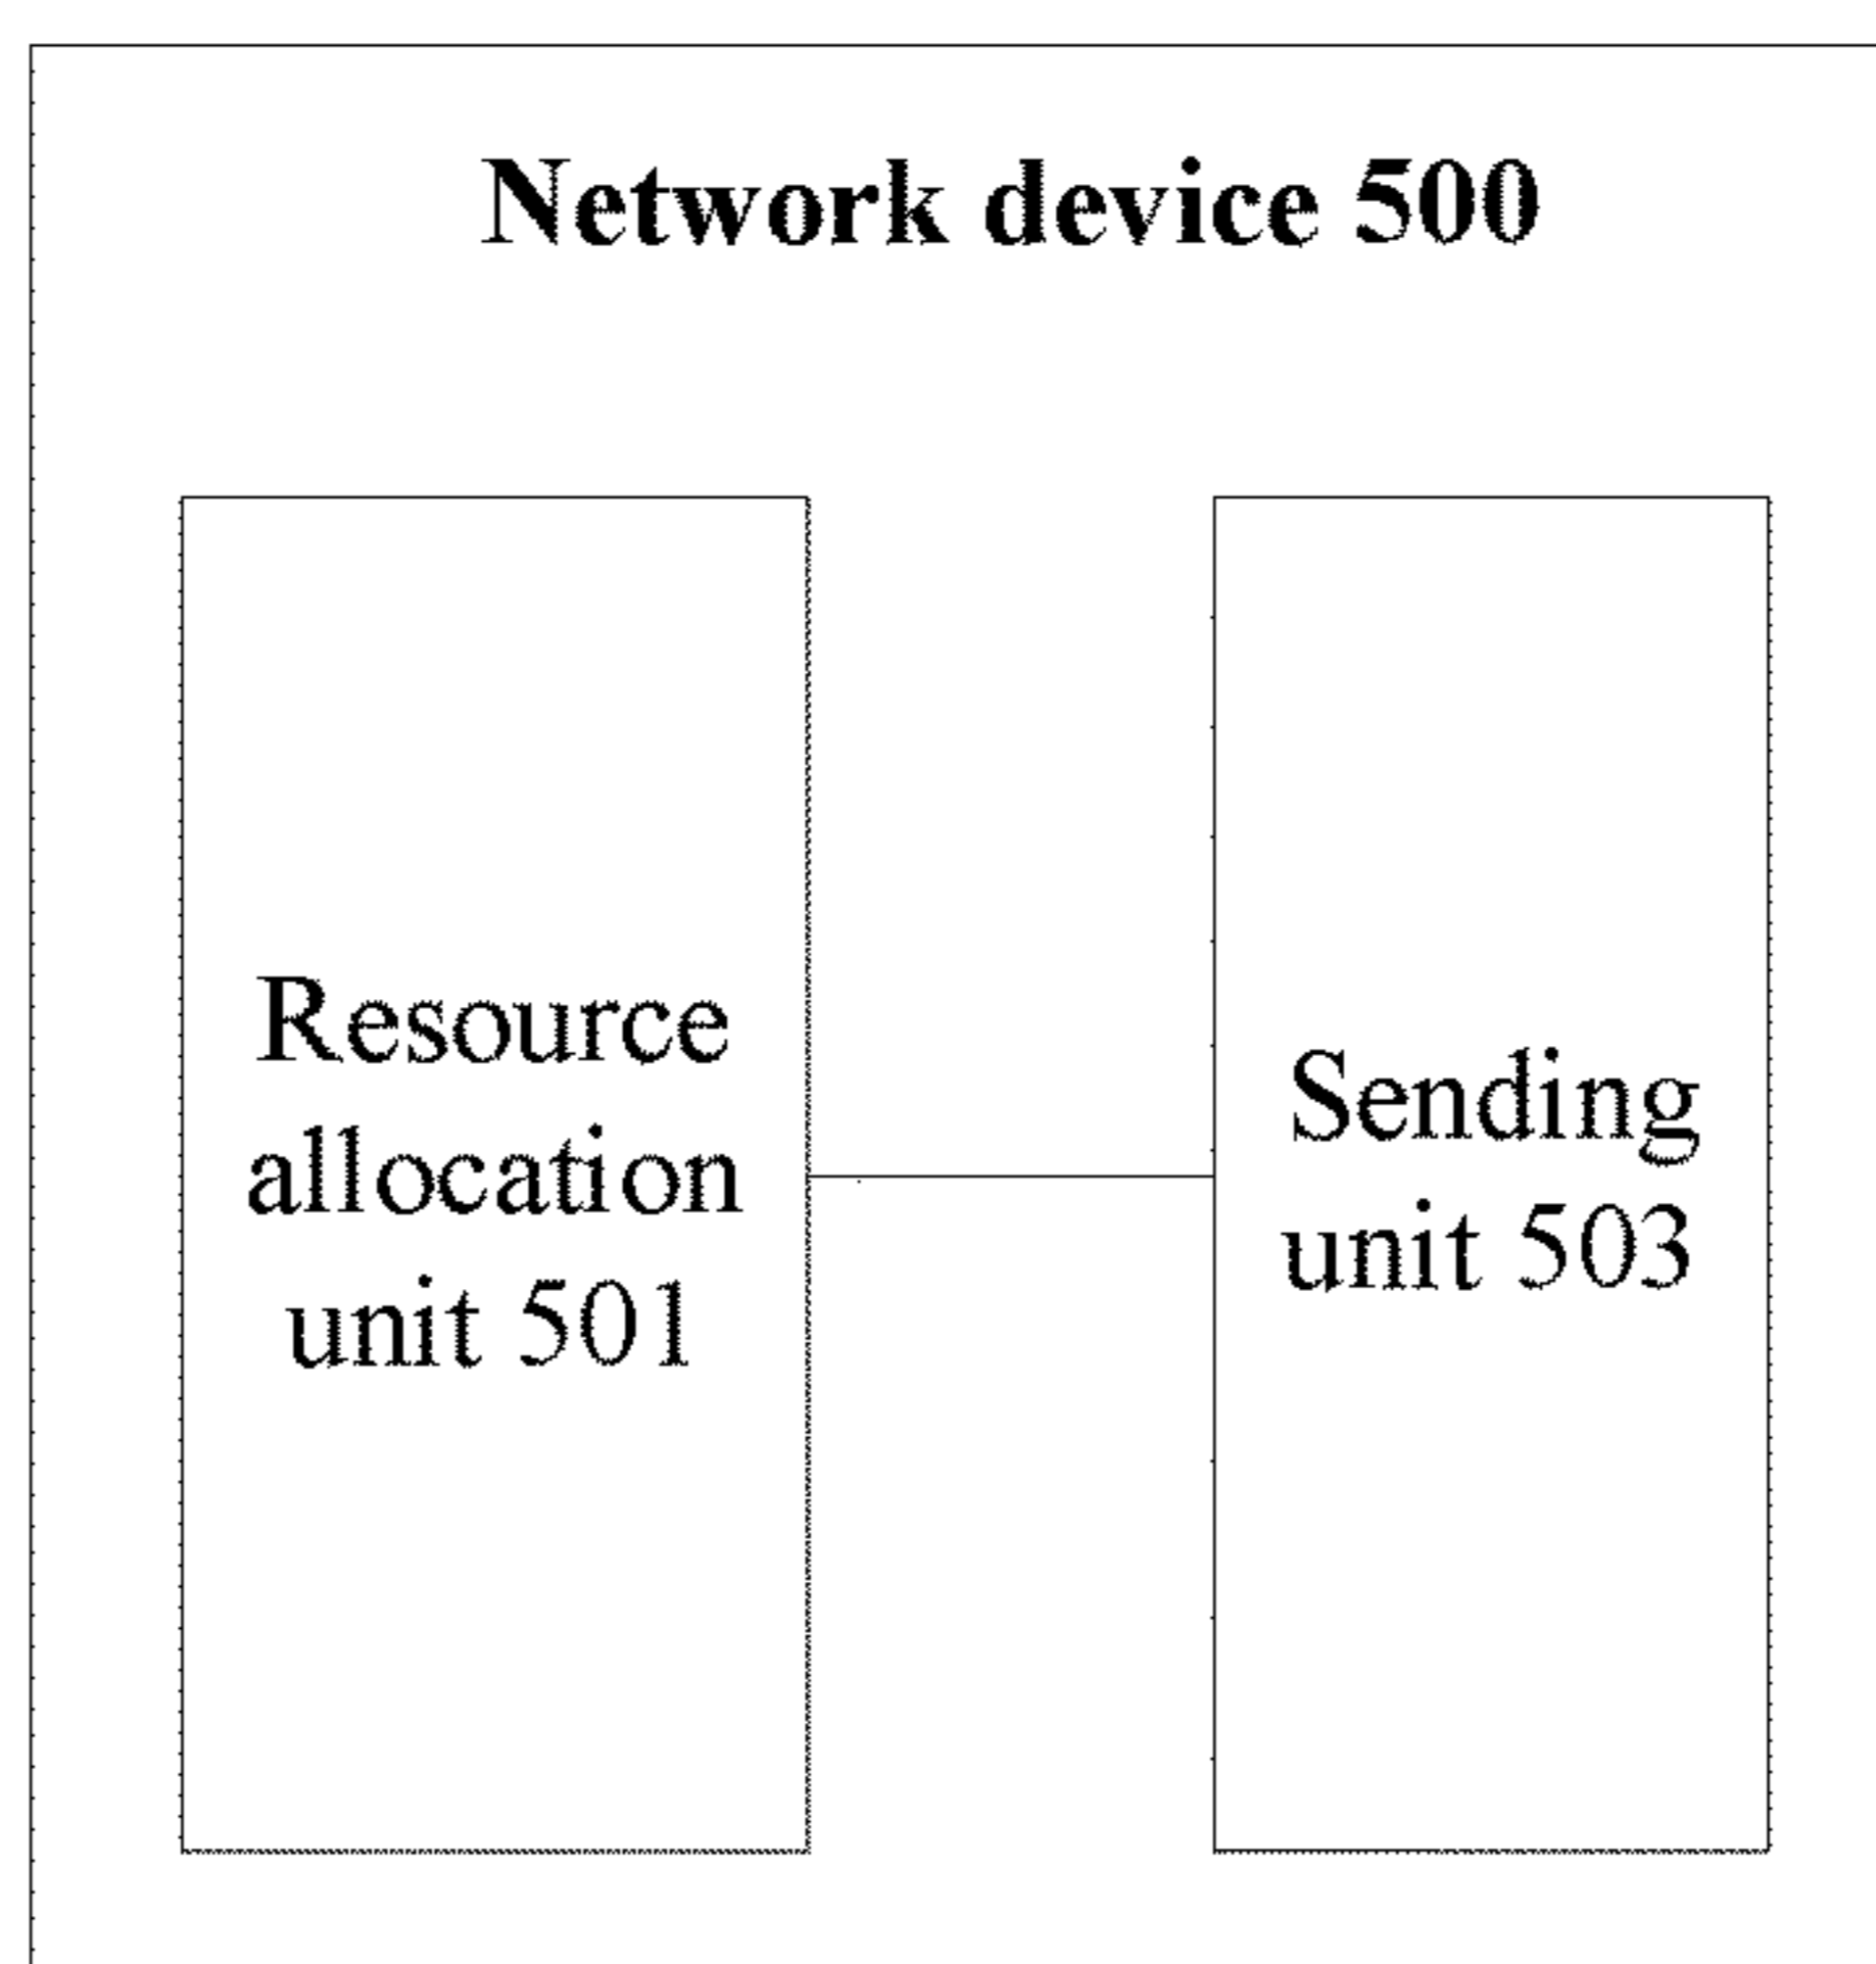 Network device 500
Resource
allocation
unit 501
Sending
unit 503